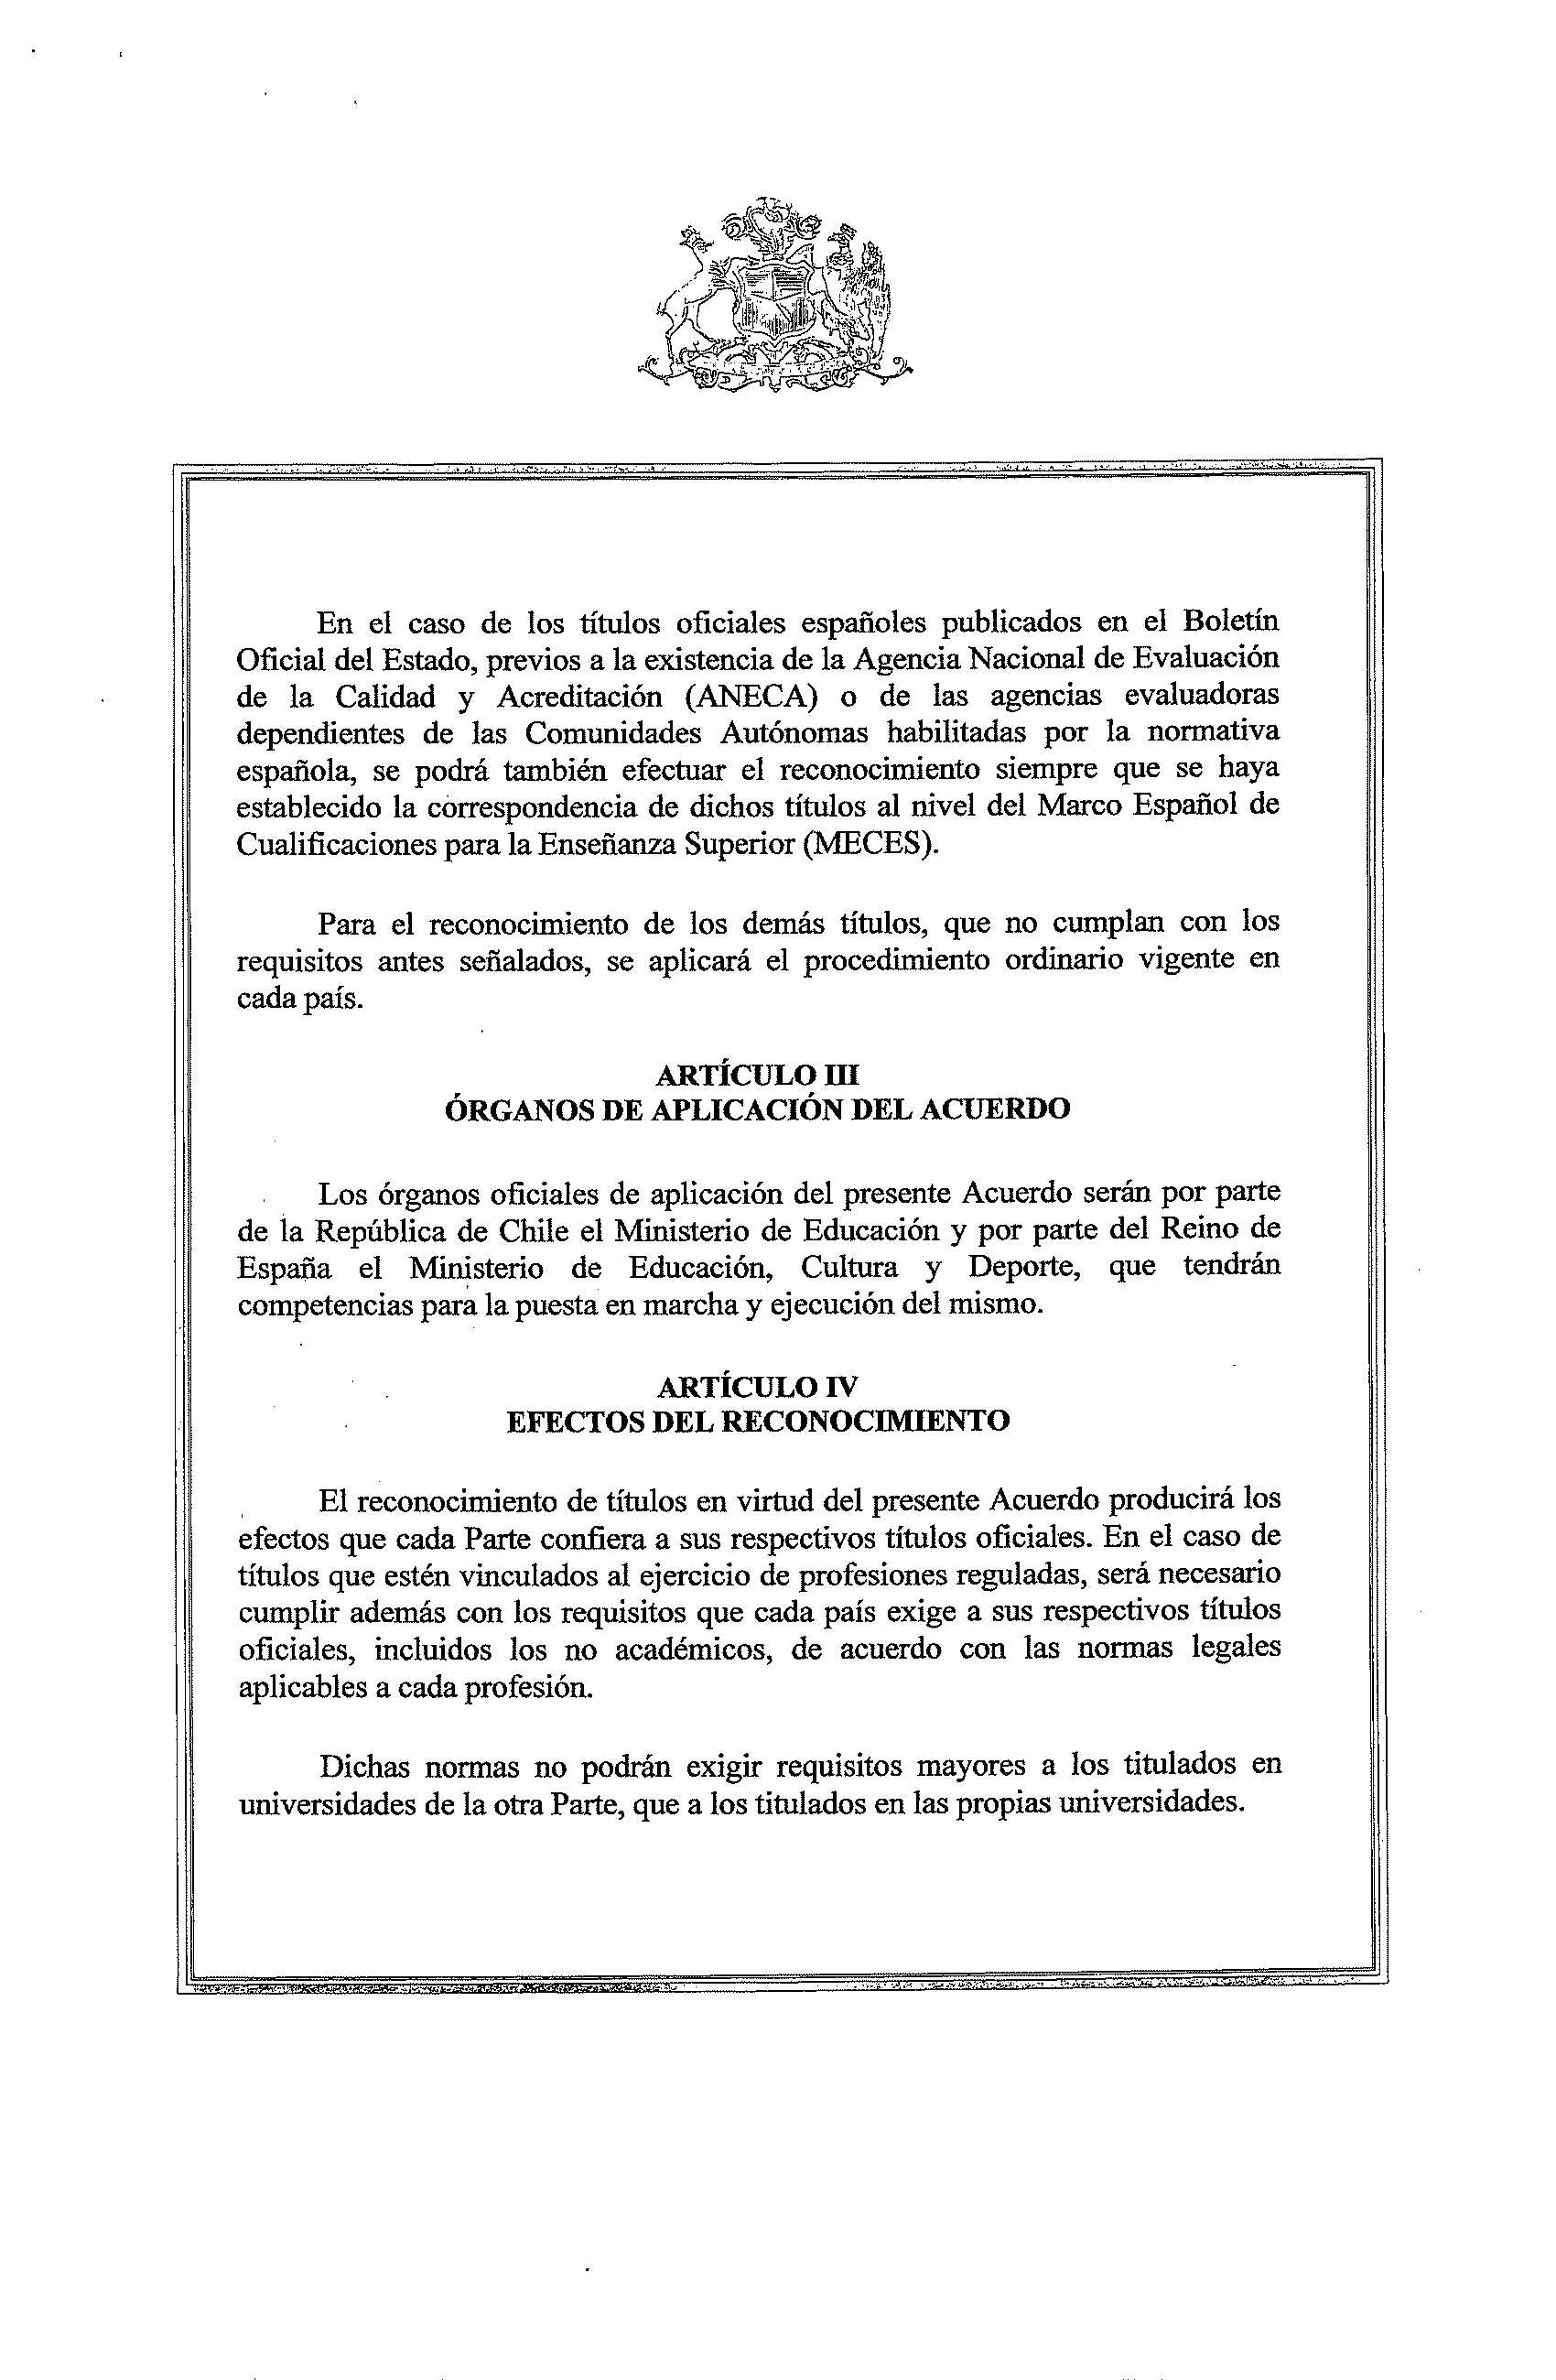 En el caso de los títulos oficiales españoles publicados en el Boletín
Oficial del Estado, previos a la existencia de la Agencia Nacional de Evaluación
de la Calidad y Acreditación (ANECA) o de las agencias evaluadoras
dependientes de las Comunidades Autónomas habilitadas por la normativa
española, se podrá también efectuar el reconocimiento siempre que se haya
establecido la correspondencia de dichos títulos al nivel del Marco Español de
Cualificaciones para la Enseñanza Superior (MECES).
Para el reconocimiento de los demás títulos, que no cumplan con los
requisitos antes señalados, se aplicará el procedimiento ordinario vigente en
cada país.
ARTÍCULO III
ÓRGANOS DE APLICACIÓN DEL ACUERDO
Los órganos oficiales de aplicación del presente Acuerdo serán por parte
de la República de Chile el Ministerio de Educación y por parte del Reino de
España el Ministerio de Educación, Cultura y Deporte, que tendrán
competencias para la puesta en marcha y ejecución del mismo.
ARTÍCULO IV
EFECTOS DEL RECONOCIMIENTO
El reconocimiento de títulos en virtud del presente Acuerdo producirá los
efectos que cada Parte confiera a sus respectivos títulos oficiales. En el caso de
títulos que estén vinculados al ejercicio de profesiones reguladas, será necesario
cumplir además con los requisitos que cada país exige a sus respectivos títulos
oficiales, incluidos los no académicos, de acuerdo con las normas legales
aplicables a cada profesión.
Dichas normas no podrán exigir requisitos mayores a los titulados en
universidades de la otra Parte, que a los titulados en las propias universidades.